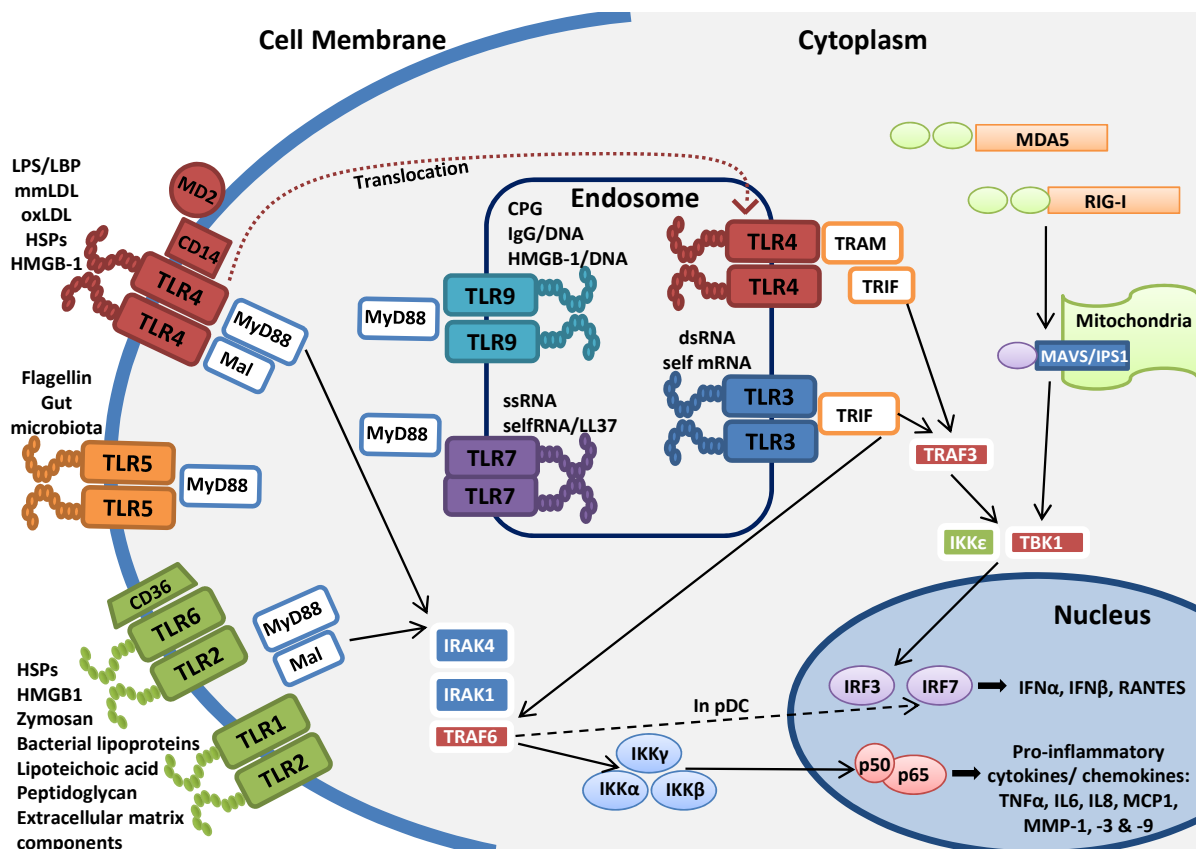 Cell Membrane
Cytoplasm
LPS/LBP
mmLDL
oxLDL
HSPs
HMGB-1
MD2
CD14
TLR4
TLR4
MyD88
Mal
Translocation
Endosome
CPG
IgG/DNA
HMGB-1/DNA
MyD88
TLR9
TLR9
TLR4
TLR4
TRAM
TRIF
MDA5
RIG-I
Mitochondria
MAVS/IPS1
dsRNA
self mRNA
TLR3
TLR3
TRIF
ssRNA
selfRNA/LL37
MyD88
TLR7
TLR7
Flagellin
Gut
microbiota
TLR5
TLR5
MyD88
TRAF3
IKKε
TBK1
CD36
TLR6
TLR2
MyD88
Mal
HSPs
HMGB1
Zymosan
Bacterial lipoproteins
Lipoteichoic acid
Peptidoglycan
Extracellular matrix
components
TLR1
TLR2
IRAK4
IRAK1
TRAF6
In pDC
IKKγ
IKKα
IKKβ
Nucleus
IRF3
IRF7
IFNα, IFNβ, RANTES
p50
p65
Pro-inflammatory
cytokines/ chemokines:
TNFα, IL6, IL8, MCP1,
MMP-1, -3 & -9